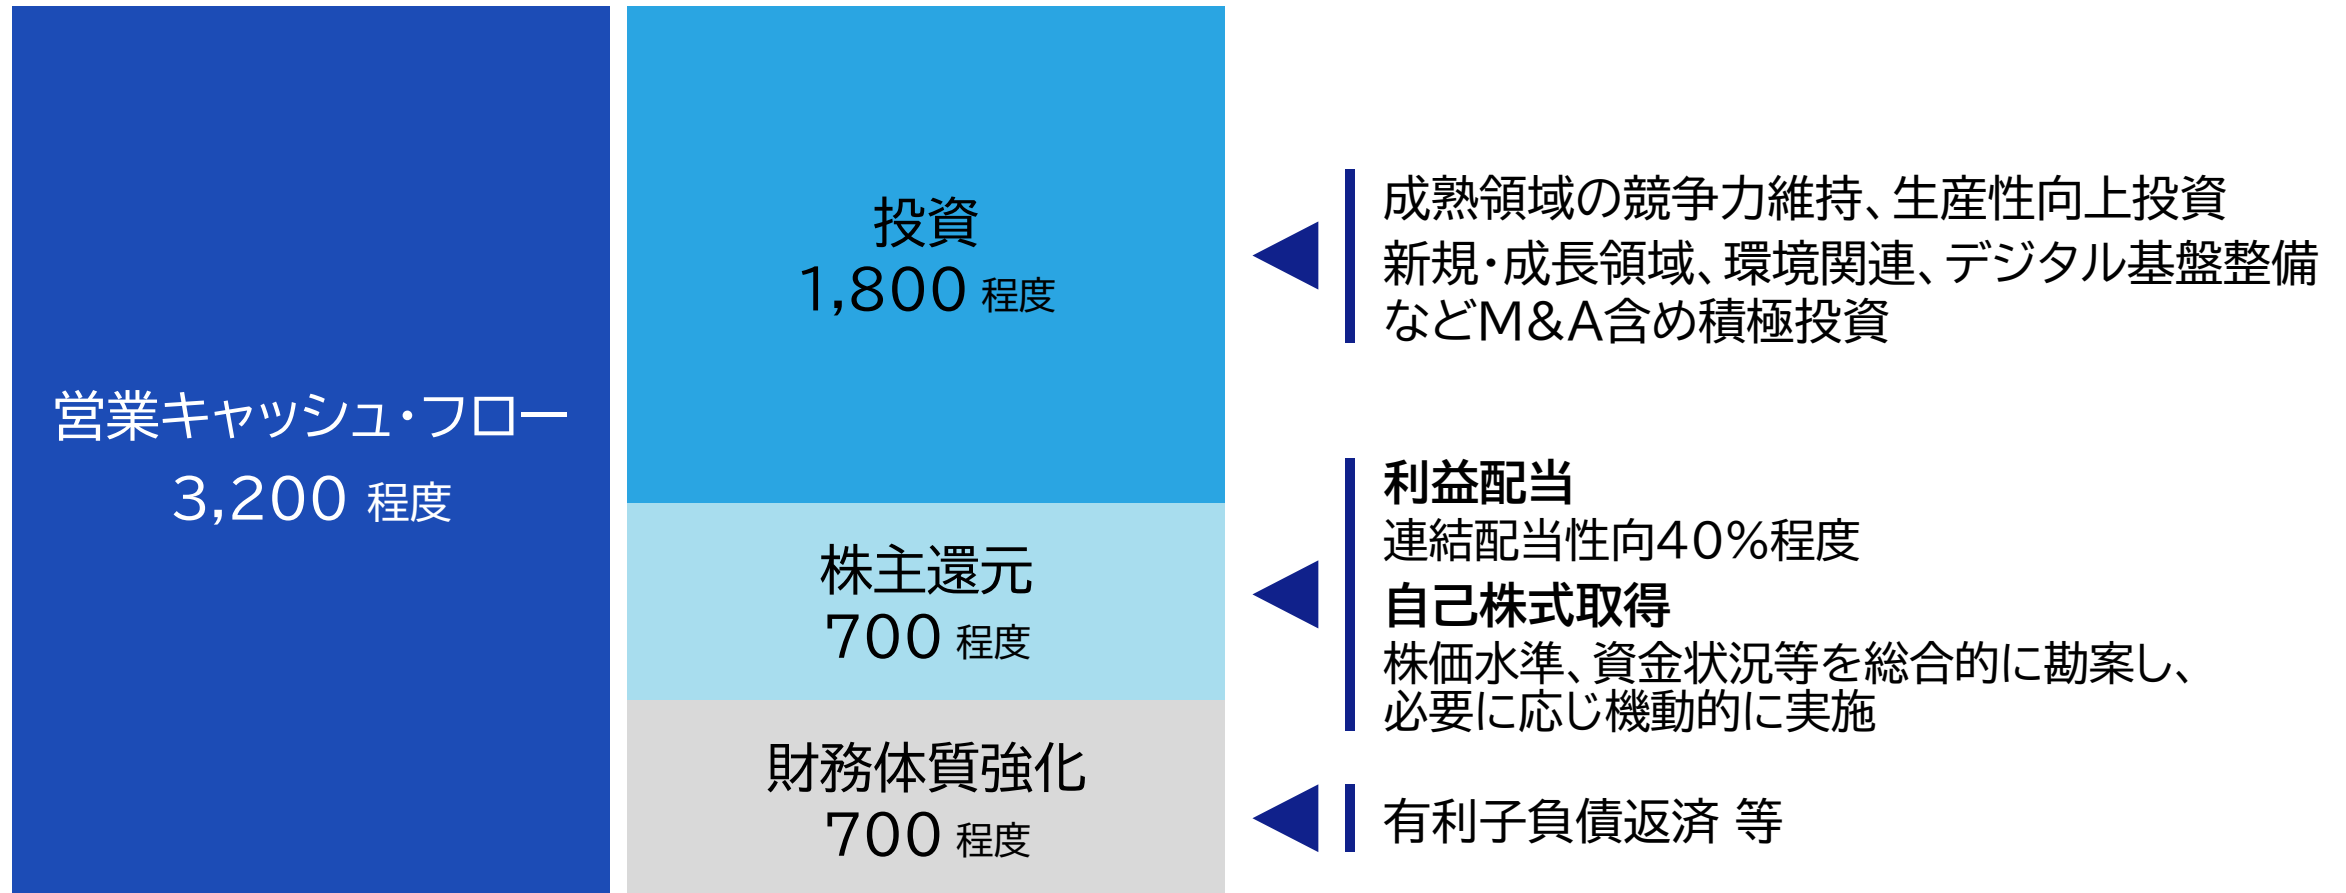 営業キャッシュ・フロー
3,200 程度
投資
1,800 程度
成熟領域の競争力維持、生産性向上投資
新規・成長領域、環境関連、デジタル基盤整備
などM&A含め積極投資
株主還元
700 程度
利益配当
連結配当性向40%程度
自己株式取得
株価水準、資金状況等を総合的に勘案し、
必要に応じ機動的に実施
財務体質強化
700 程度
有利子負債返済 等